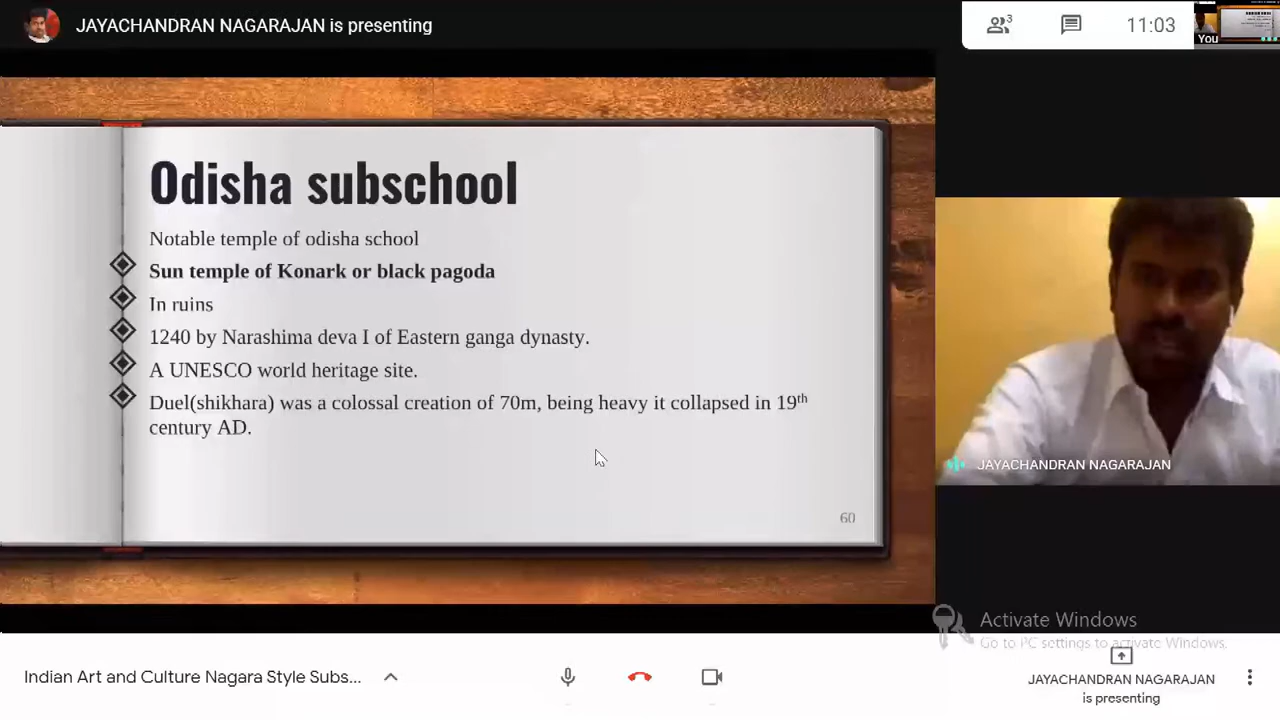 JAYACHANDRAN NAGARAJAN is presenting
3
11:03
You
Odisha subschool
Notable temple of odisha school
Sun temple of Konark or black pagoda
In ruins
1240 by Narashima deva I of Eastern ganga dynasty.
A UNESCO world heritage site.
Duel(shikhara) was a colossal creation of 70m, being heavy it collapsed in 19th
century AD.
60
JAYACHANDRAN NAGARAJAN
Activate Windows
Go to PC settings to activate Windows.
Indian Art and Culture Nagara Style Subs...
JAYACHANDRAN NAGARAJAN
is presenting